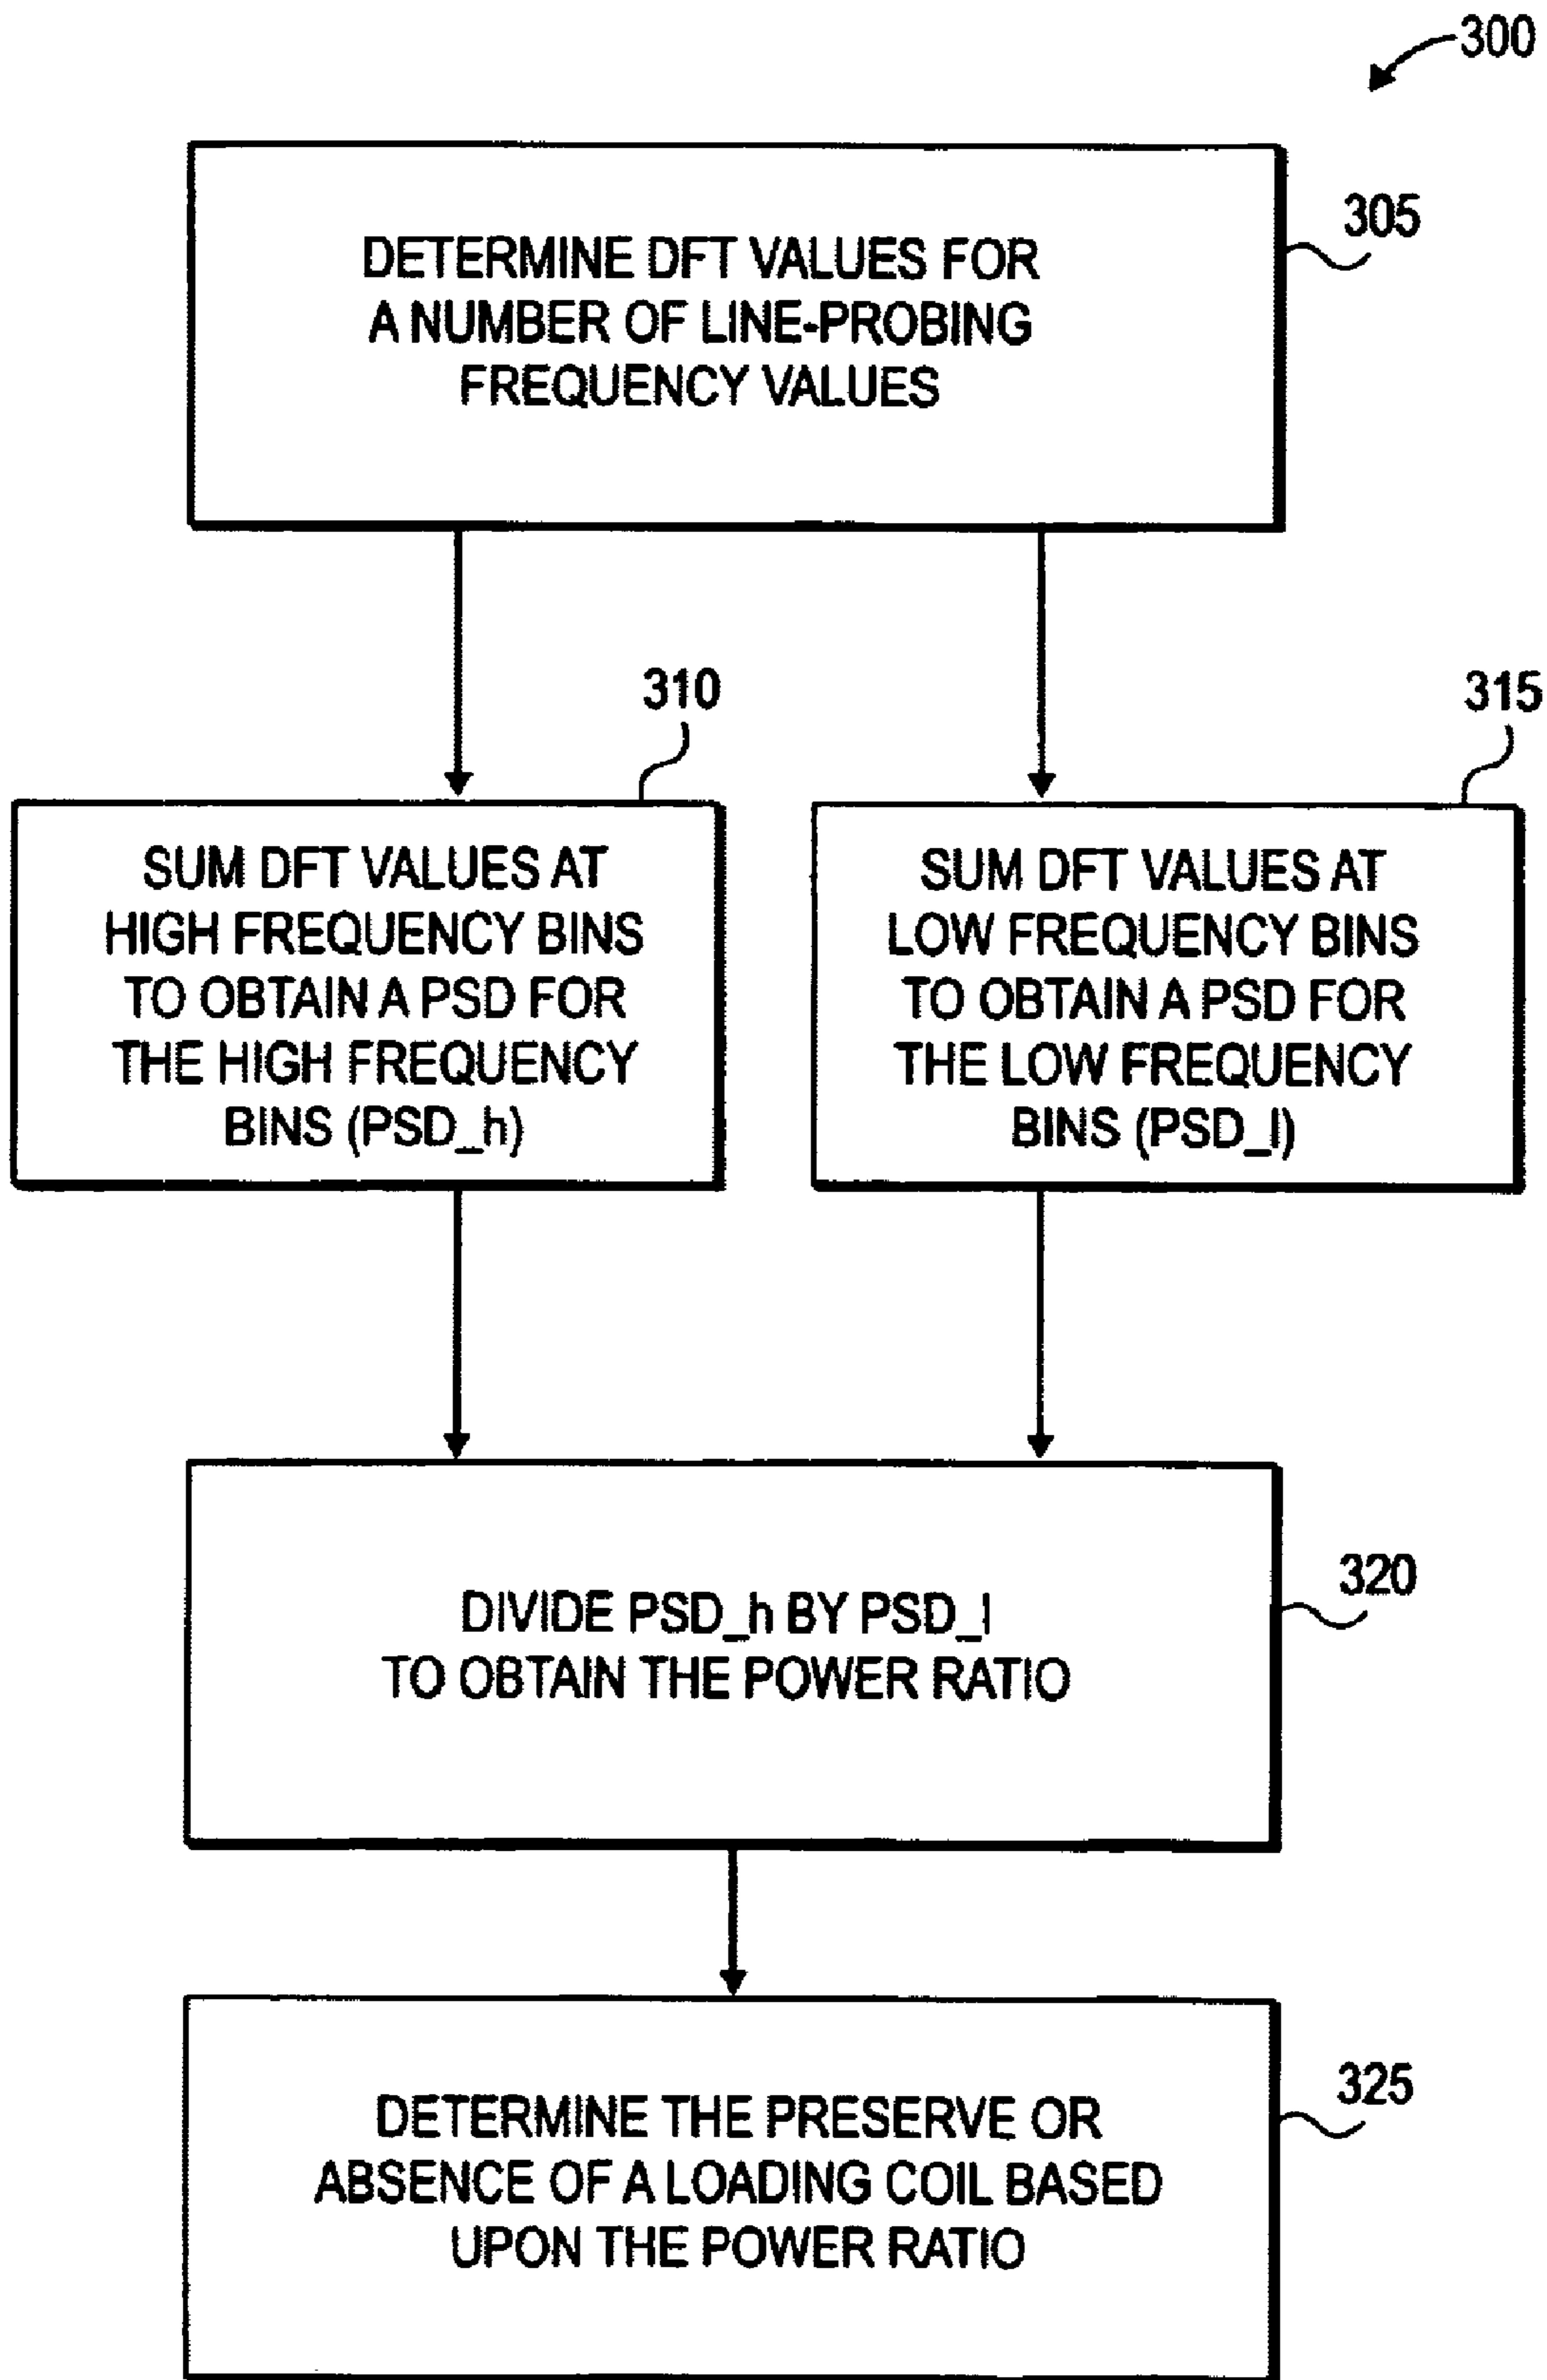 300
305
DETERMINE DFT VALUES FOR
A NUMBER OF LINE-PROBING
FREQUENCY VALUES
310
SUM DFT VALUES AT
HIGH FREQUENCY BINS
TO OBTAIN A PSD FOR
THE HIGH FREQUENCY
BINS (PSD_h)
315
SUM DFT VALUES AT
LOW FREQUENCY BINS
TO OBTAIN A PSD FOR
THE LOW FREQUENCY
BINS (PSD_l)
320
DIVIDE PSD_h BY PSD_l
TO OBTAIN THE POWER RATIO
325
DETERMINE THE PRESERVE OR
ABSENCE OF A LOADING COIL BASED
UPON THE POWER RATIO